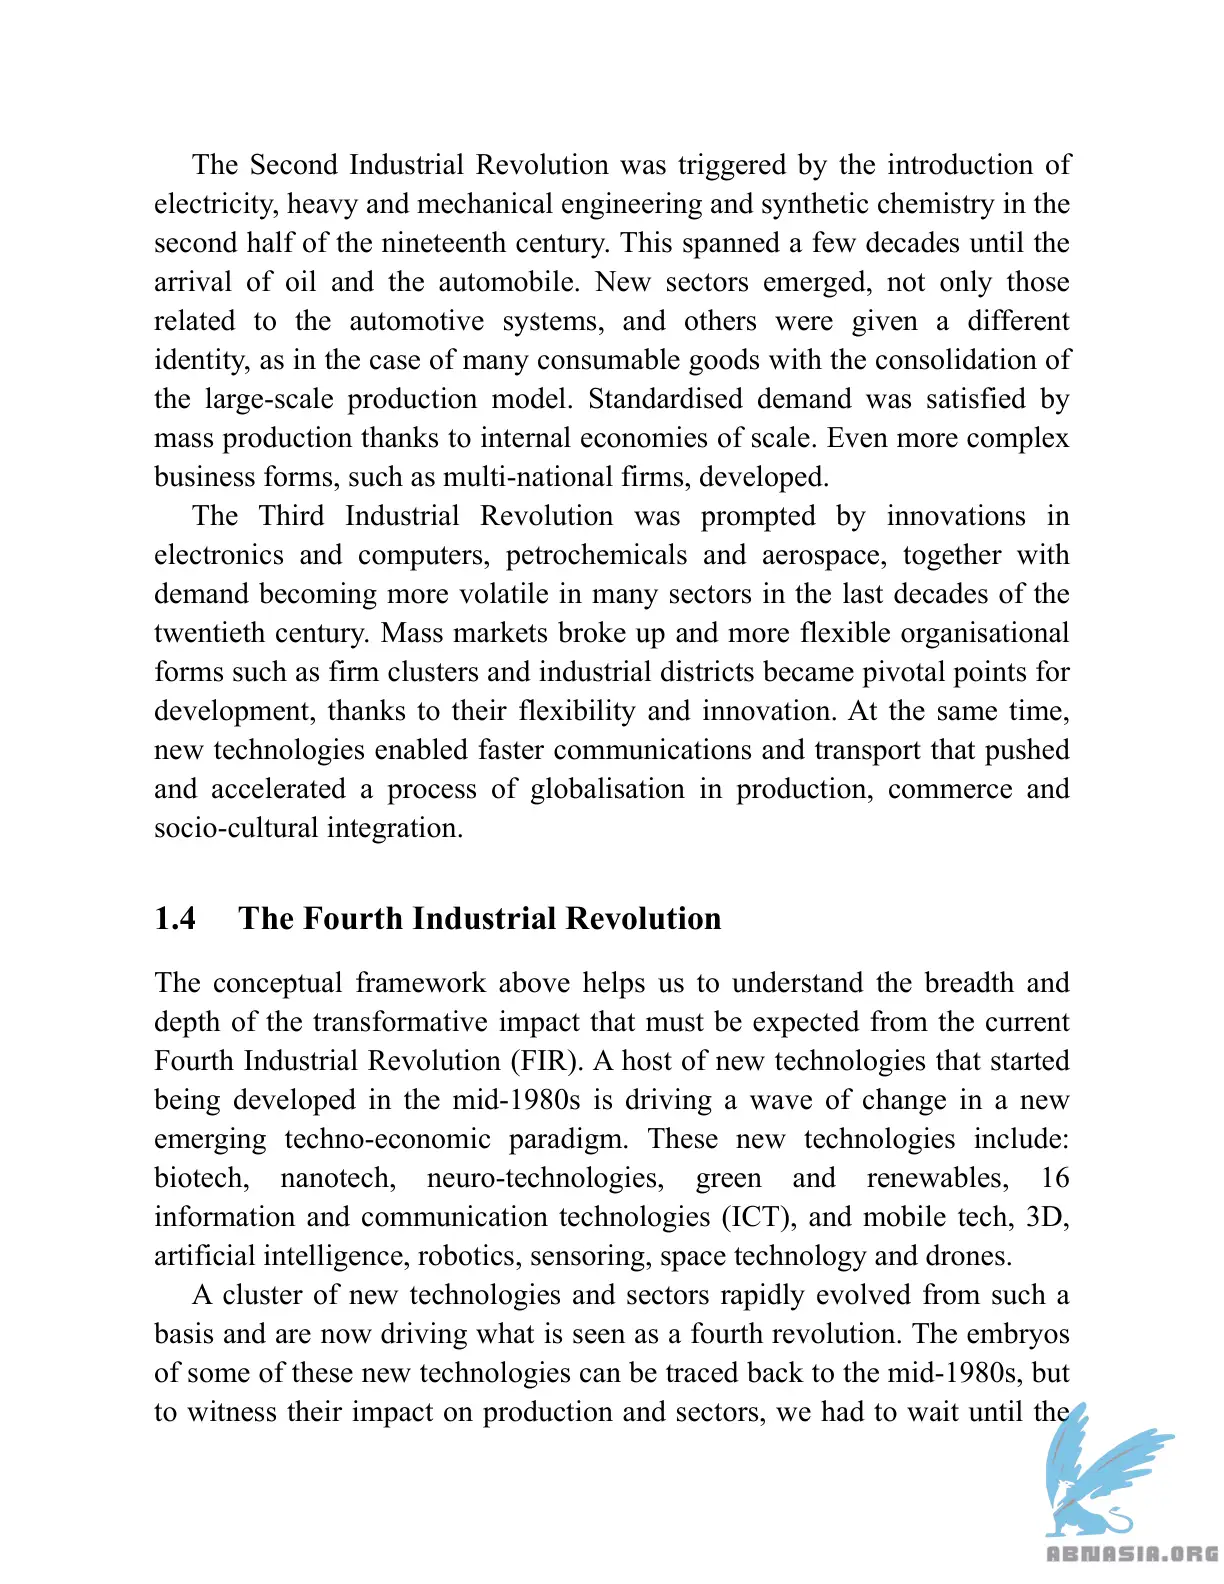 The Second Industrial Revolution was triggered by the introduction of
electricity, heavy and mechanical engineering and synthetic chemistry in the
second half of the nineteenth century. This spanned a few decades until the
arrival of oil and the automobile. New sectors emerged, not only those
related to the automotive systems, and others were given a different
identity, as in the case of many consumable goods with the consolidation of
the large-scale production model. Standardised demand was satisfied by
mass production thanks to internal economies of scale. Even more complex
business forms, such as multi-national firms, developed.
The Third Industrial Revolution was prompted by innovations in
electronics and computers, petrochemicals and aerospace, together with
demand becoming more volatile in many sectors in the last decades of the
twentieth century. Mass markets broke up and more flexible organisational
forms such as firm clusters and industrial districts became pivotal points for
development, thanks to their flexibility and innovation. At the same time,
new technologies enabled faster communications and transport that pushed
and accelerated a process of globalisation in production, commerce and
socio-cultural integration.
1.4 The Fourth Industrial Revolution
The conceptual framework above helps us to understand the breadth and
depth of the transformative impact that must be expected from the current
Fourth Industrial Revolution (FIR). A host of new technologies that started
being developed in the mid-1980s is driving a wave of change in a new
emerging techno-economic paradigm. These new technologies include:
biotech, nanotech, neuro-technologies, green and renewables, 16
information and communication technologies (ICT), and mobile tech, 3D,
artificial intelligence, robotics, sensoring, space technology and drones.
A cluster of new technologies and sectors rapidly evolved from such a
basis and are now driving what is seen as a fourth revolution. The embryos
of some of these new technologies can be traced back to the mid-1980s, but
to witness their impact on production and sectors, we had to wait until the
ABNASIA.ORG